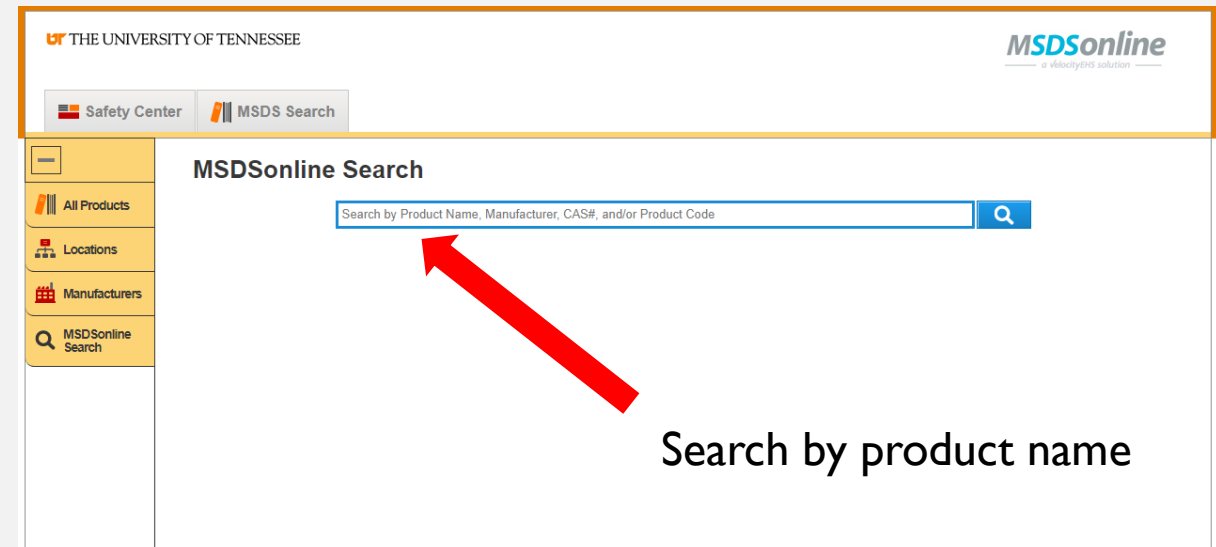 UT THE UNIVERSITY OF TENNESSEE
MSDSonline
a VelocityEHS solution
Safety Center
MSDS Search
MSDSonline Search
All Products
Search by Product Name, Manufacturer, CAS#, and/or Product Code
Locations
Manufacturers
MSDSonline
Search
Search by product name